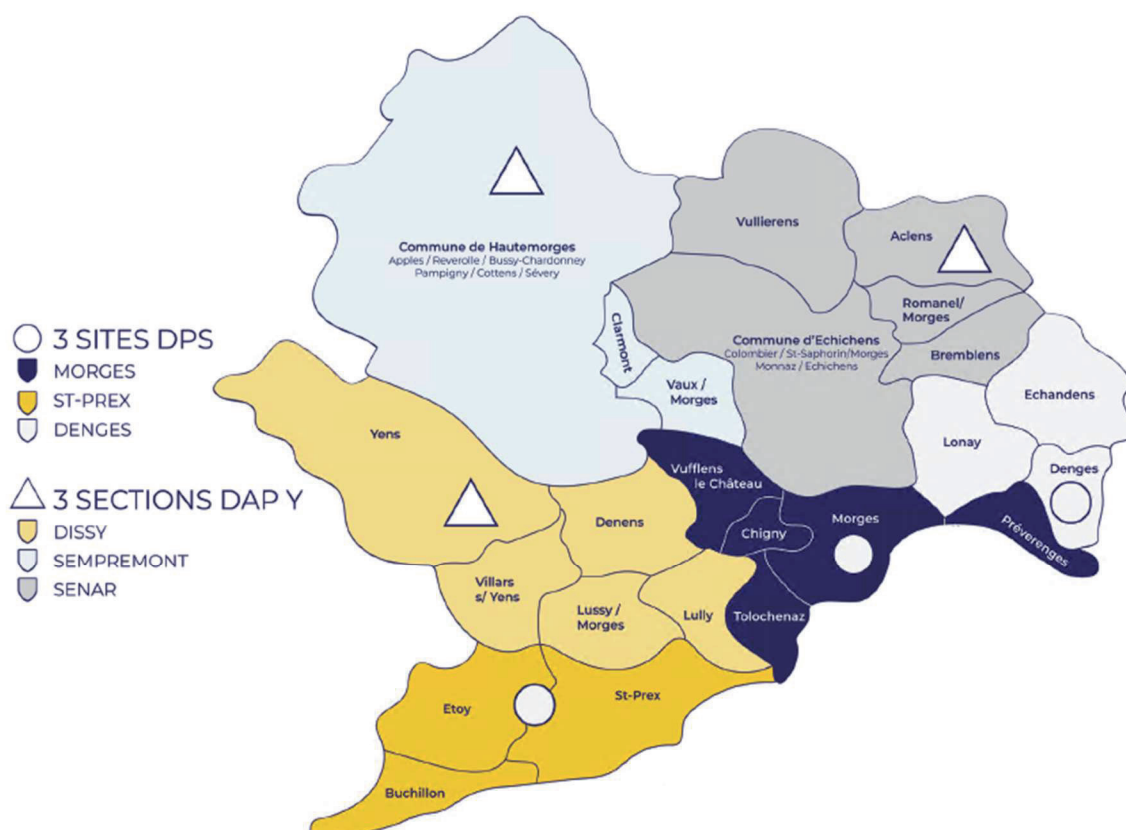 3 SITES DPS
MORGES
ST-PREX
DENGES
3 SECTIONS DAP Y
DISSY
SEMPREMONT
SENAR
Commune de Hautemorges
Apples / Reverolle / Bussy-Chardonney
Pampigny / Cottens / Sévery
Vullierens
Aclens
Romanel/
Morges
Clarmont
Commune d'Echichens
Colombier / St-Saphorin/Morges
Monnaz / Echichens
Bremblens
Vaux /
Morges
Echandens
Yens
Lonay
Vufflens
le Château
Denges
Denens
Chigny
Morges
Préverenges
Villars
s/ Yens
Lussy /
Morges
Lully
Tolochenaz
Etoy
St-Prex
Buchillon